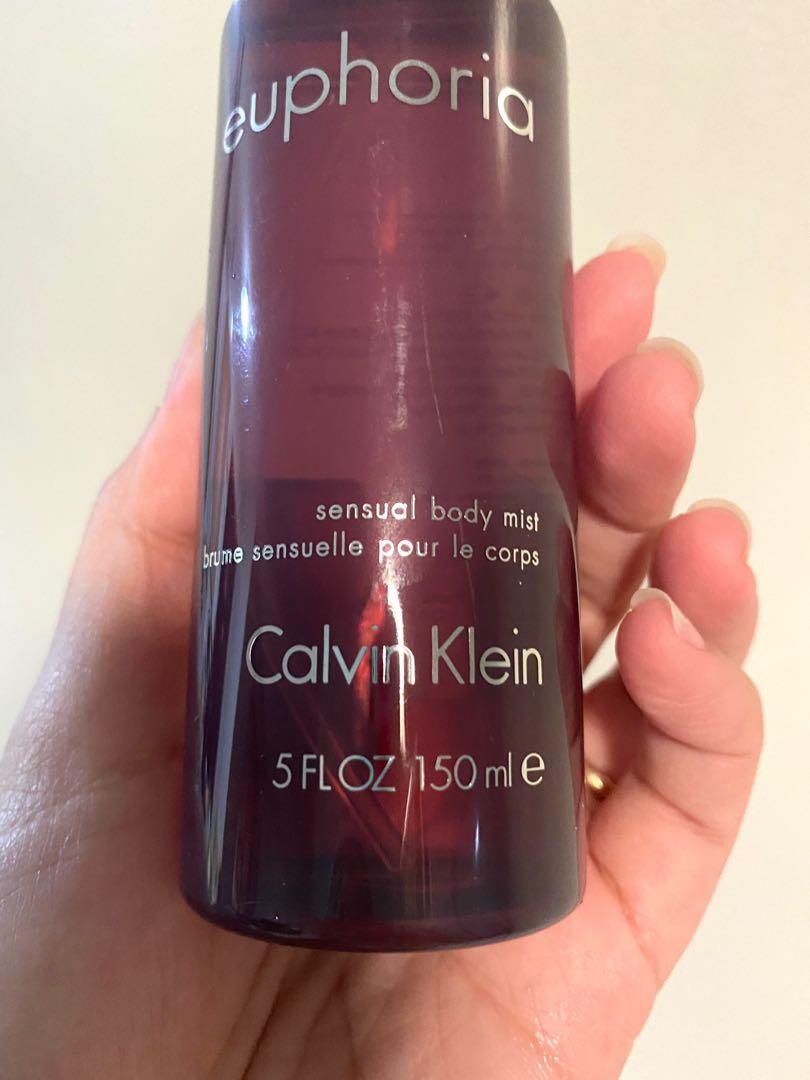 euphoria
sensual body mist
brume sensuelle pour le corps
Calvin Klein
5 FL OZ 150 ml ℮